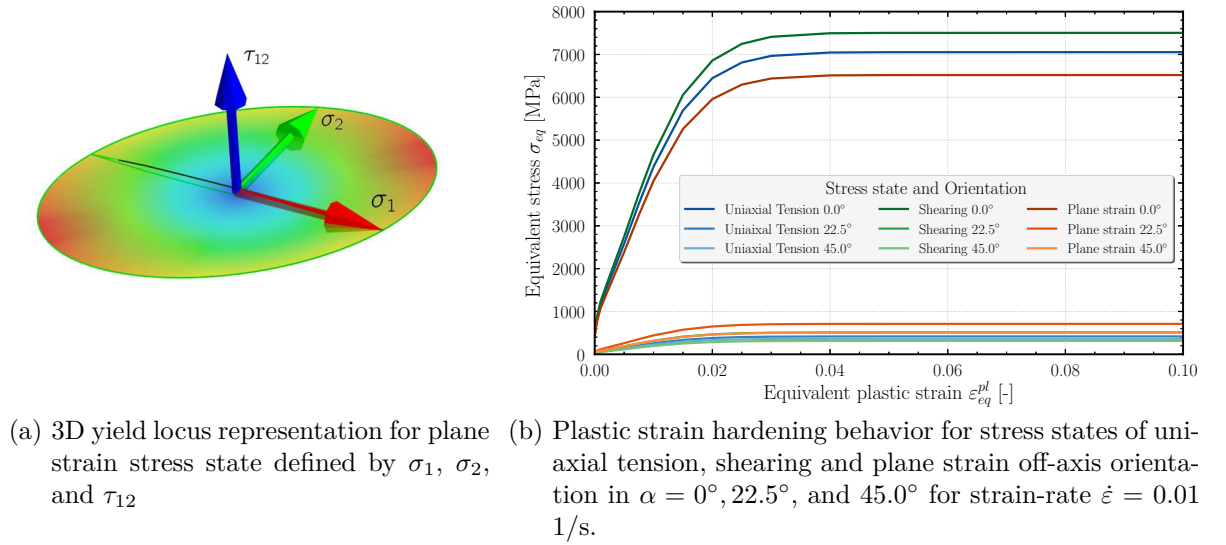 τ12
σ2
σ1
8000
7000
6000
5000
4000
3000
2000
1000
0
Equivalent stress σeq [MPa]
Stress state and Orientation
Uniaxial Tension 0.0° Shearing 0.0° Plane strain 0.0°
Uniaxial Tension 22.5° Shearing 22.5° Plane strain 22.5°
Uniaxial Tension 45.0° Shearing 45.0° Plane strain 45.0°
0.00 0.02 0.04 0.06 0.08 0.10
Equivalent plastic strain ε^{pl}_{eq} [-]
(a) 3D yield locus representation for plane
strain stress state defined by σ1, σ2,
and τ12
(b) Plastic strain hardening behavior for stress states of uni-
axial tension, shearing and plane strain off-axis orienta-
tion in α = 0°, 22.5°, and 45.0° for strain-rate ε̇ = 0.01
1/s.